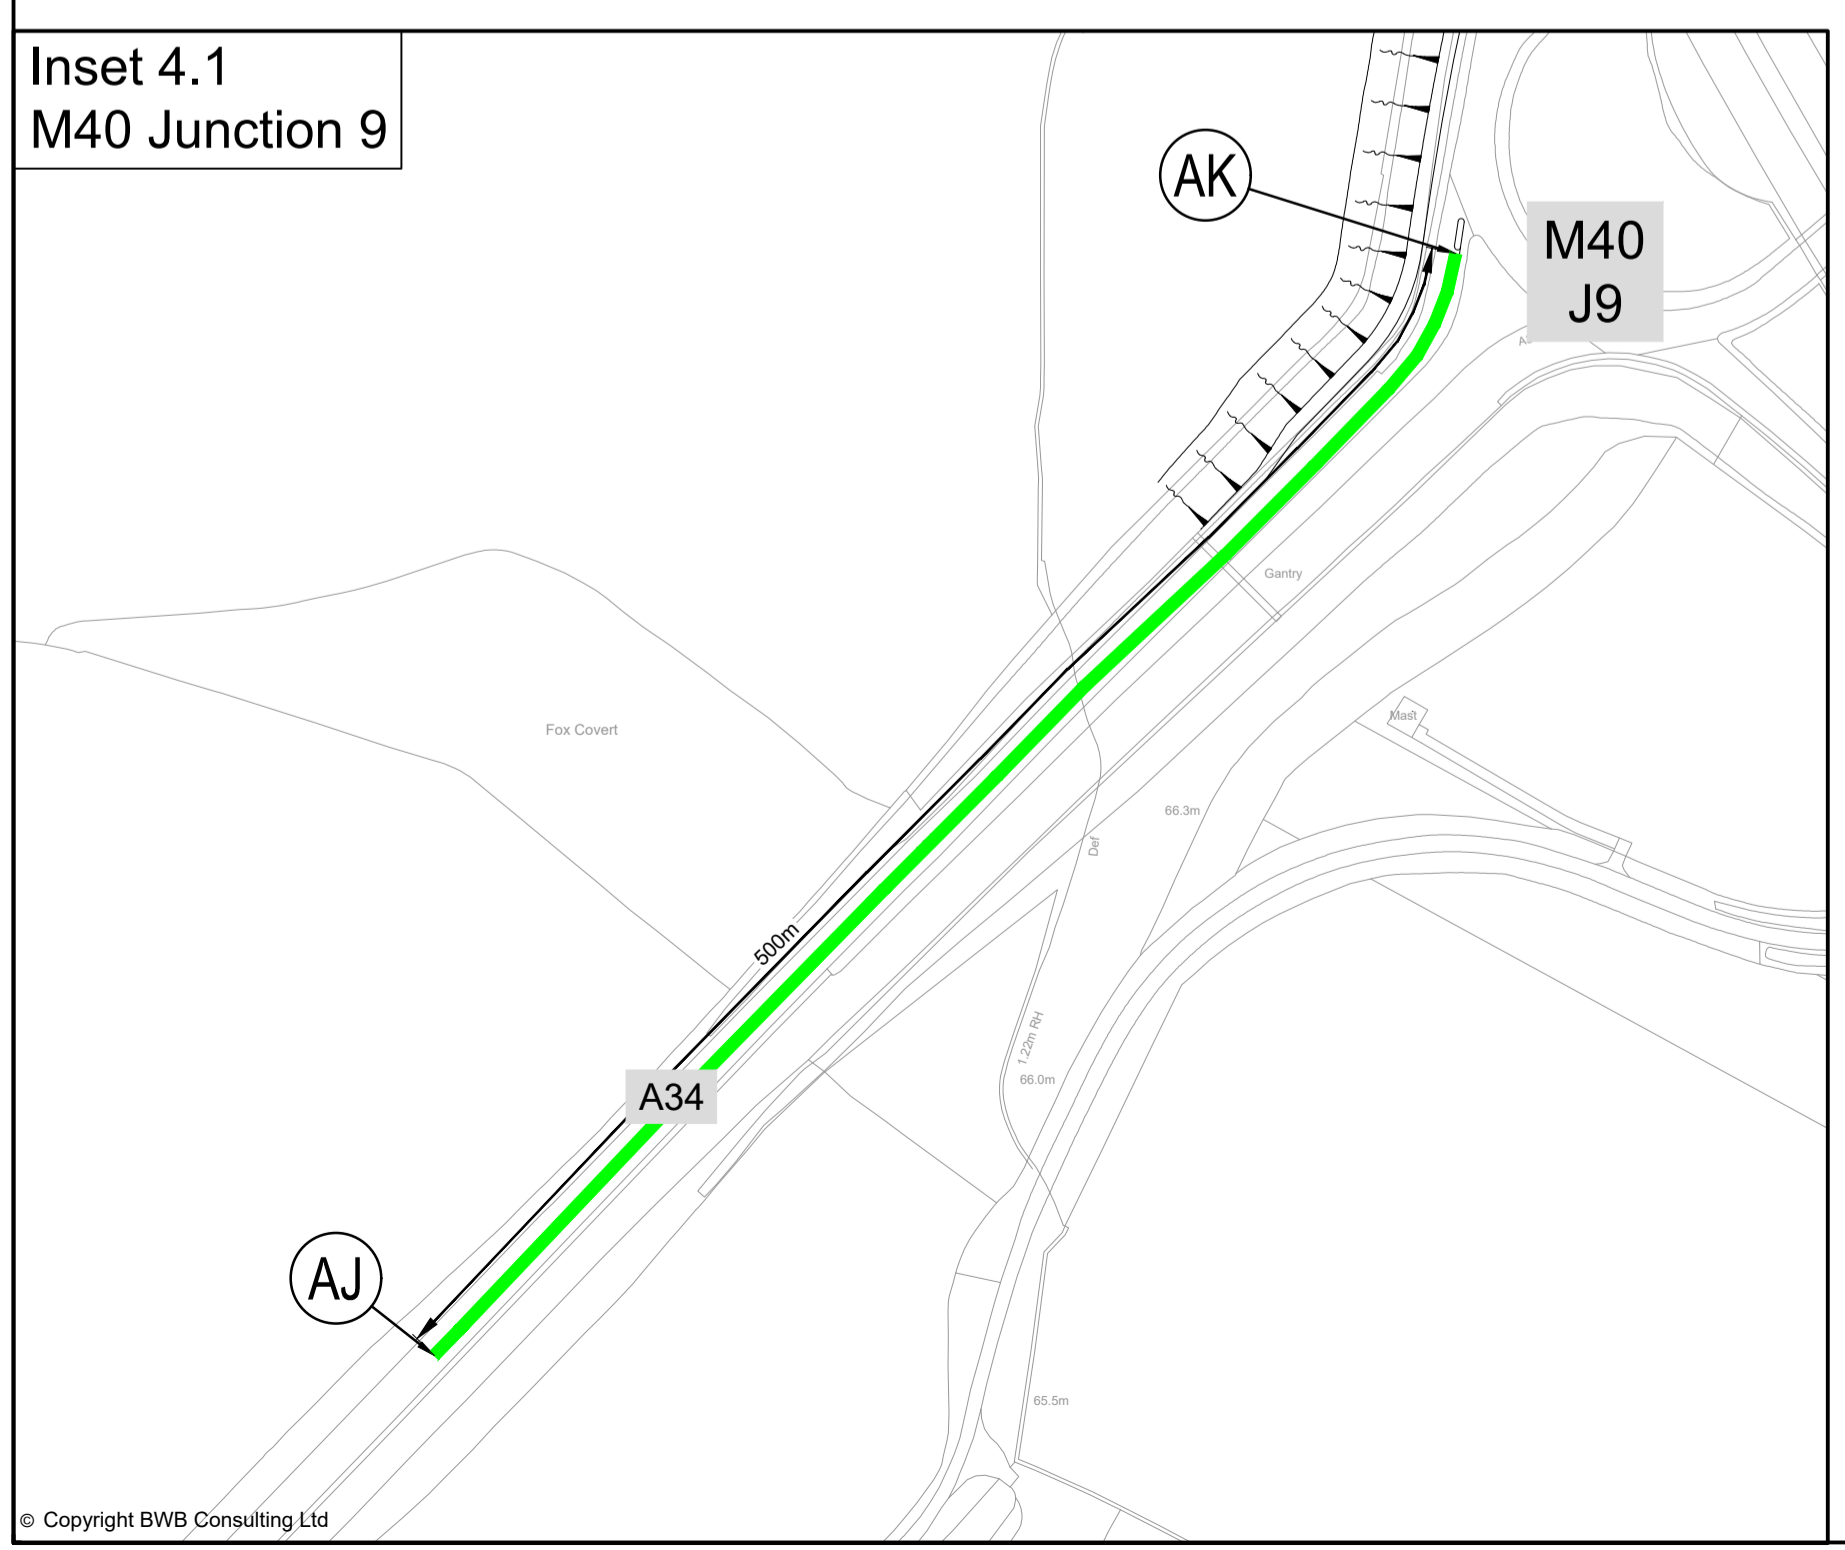 Inset 4.1
M40 Junction 9
AK
M40
J9
Gantry
Mast
Fox Covert
66.3m
Def
500m
1.22m RH
66.0m
A34
AJ
65.5m
© Copyright BWB Consulting Ltd